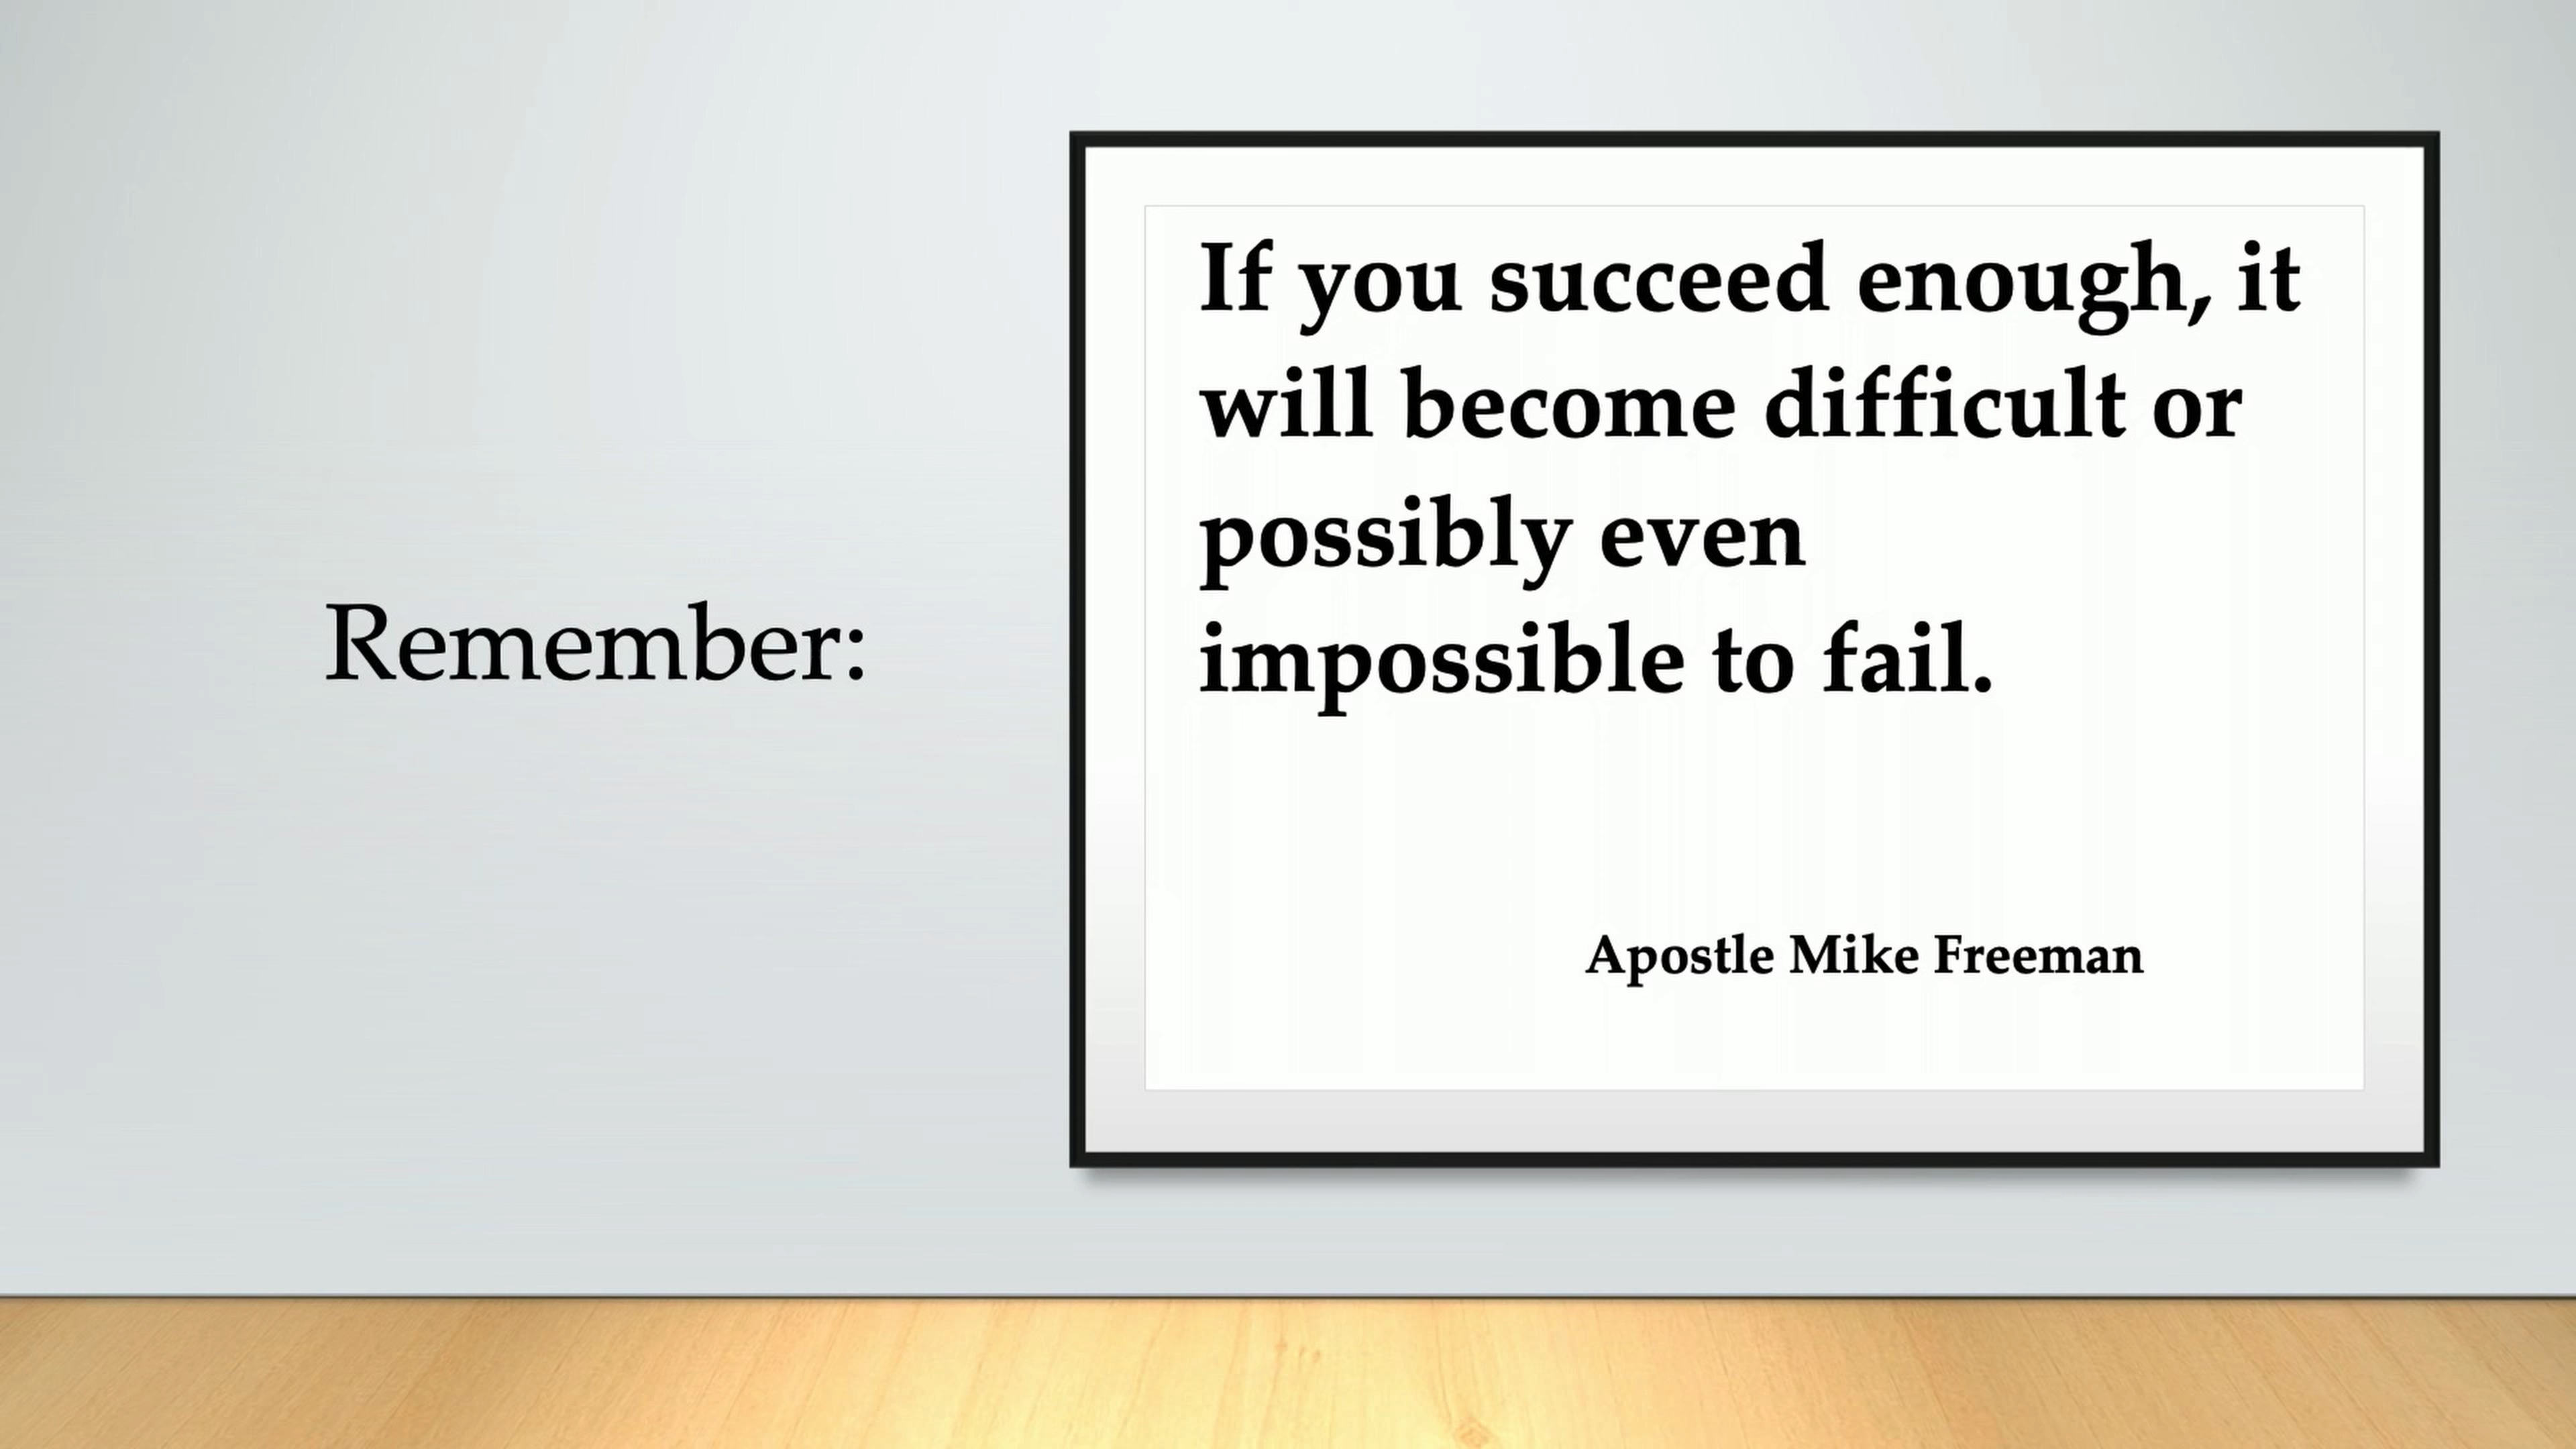 Remember:
If you succeed enough, it
will become difficult or
possibly even
impossible to fail.
Apostle Mike Freeman